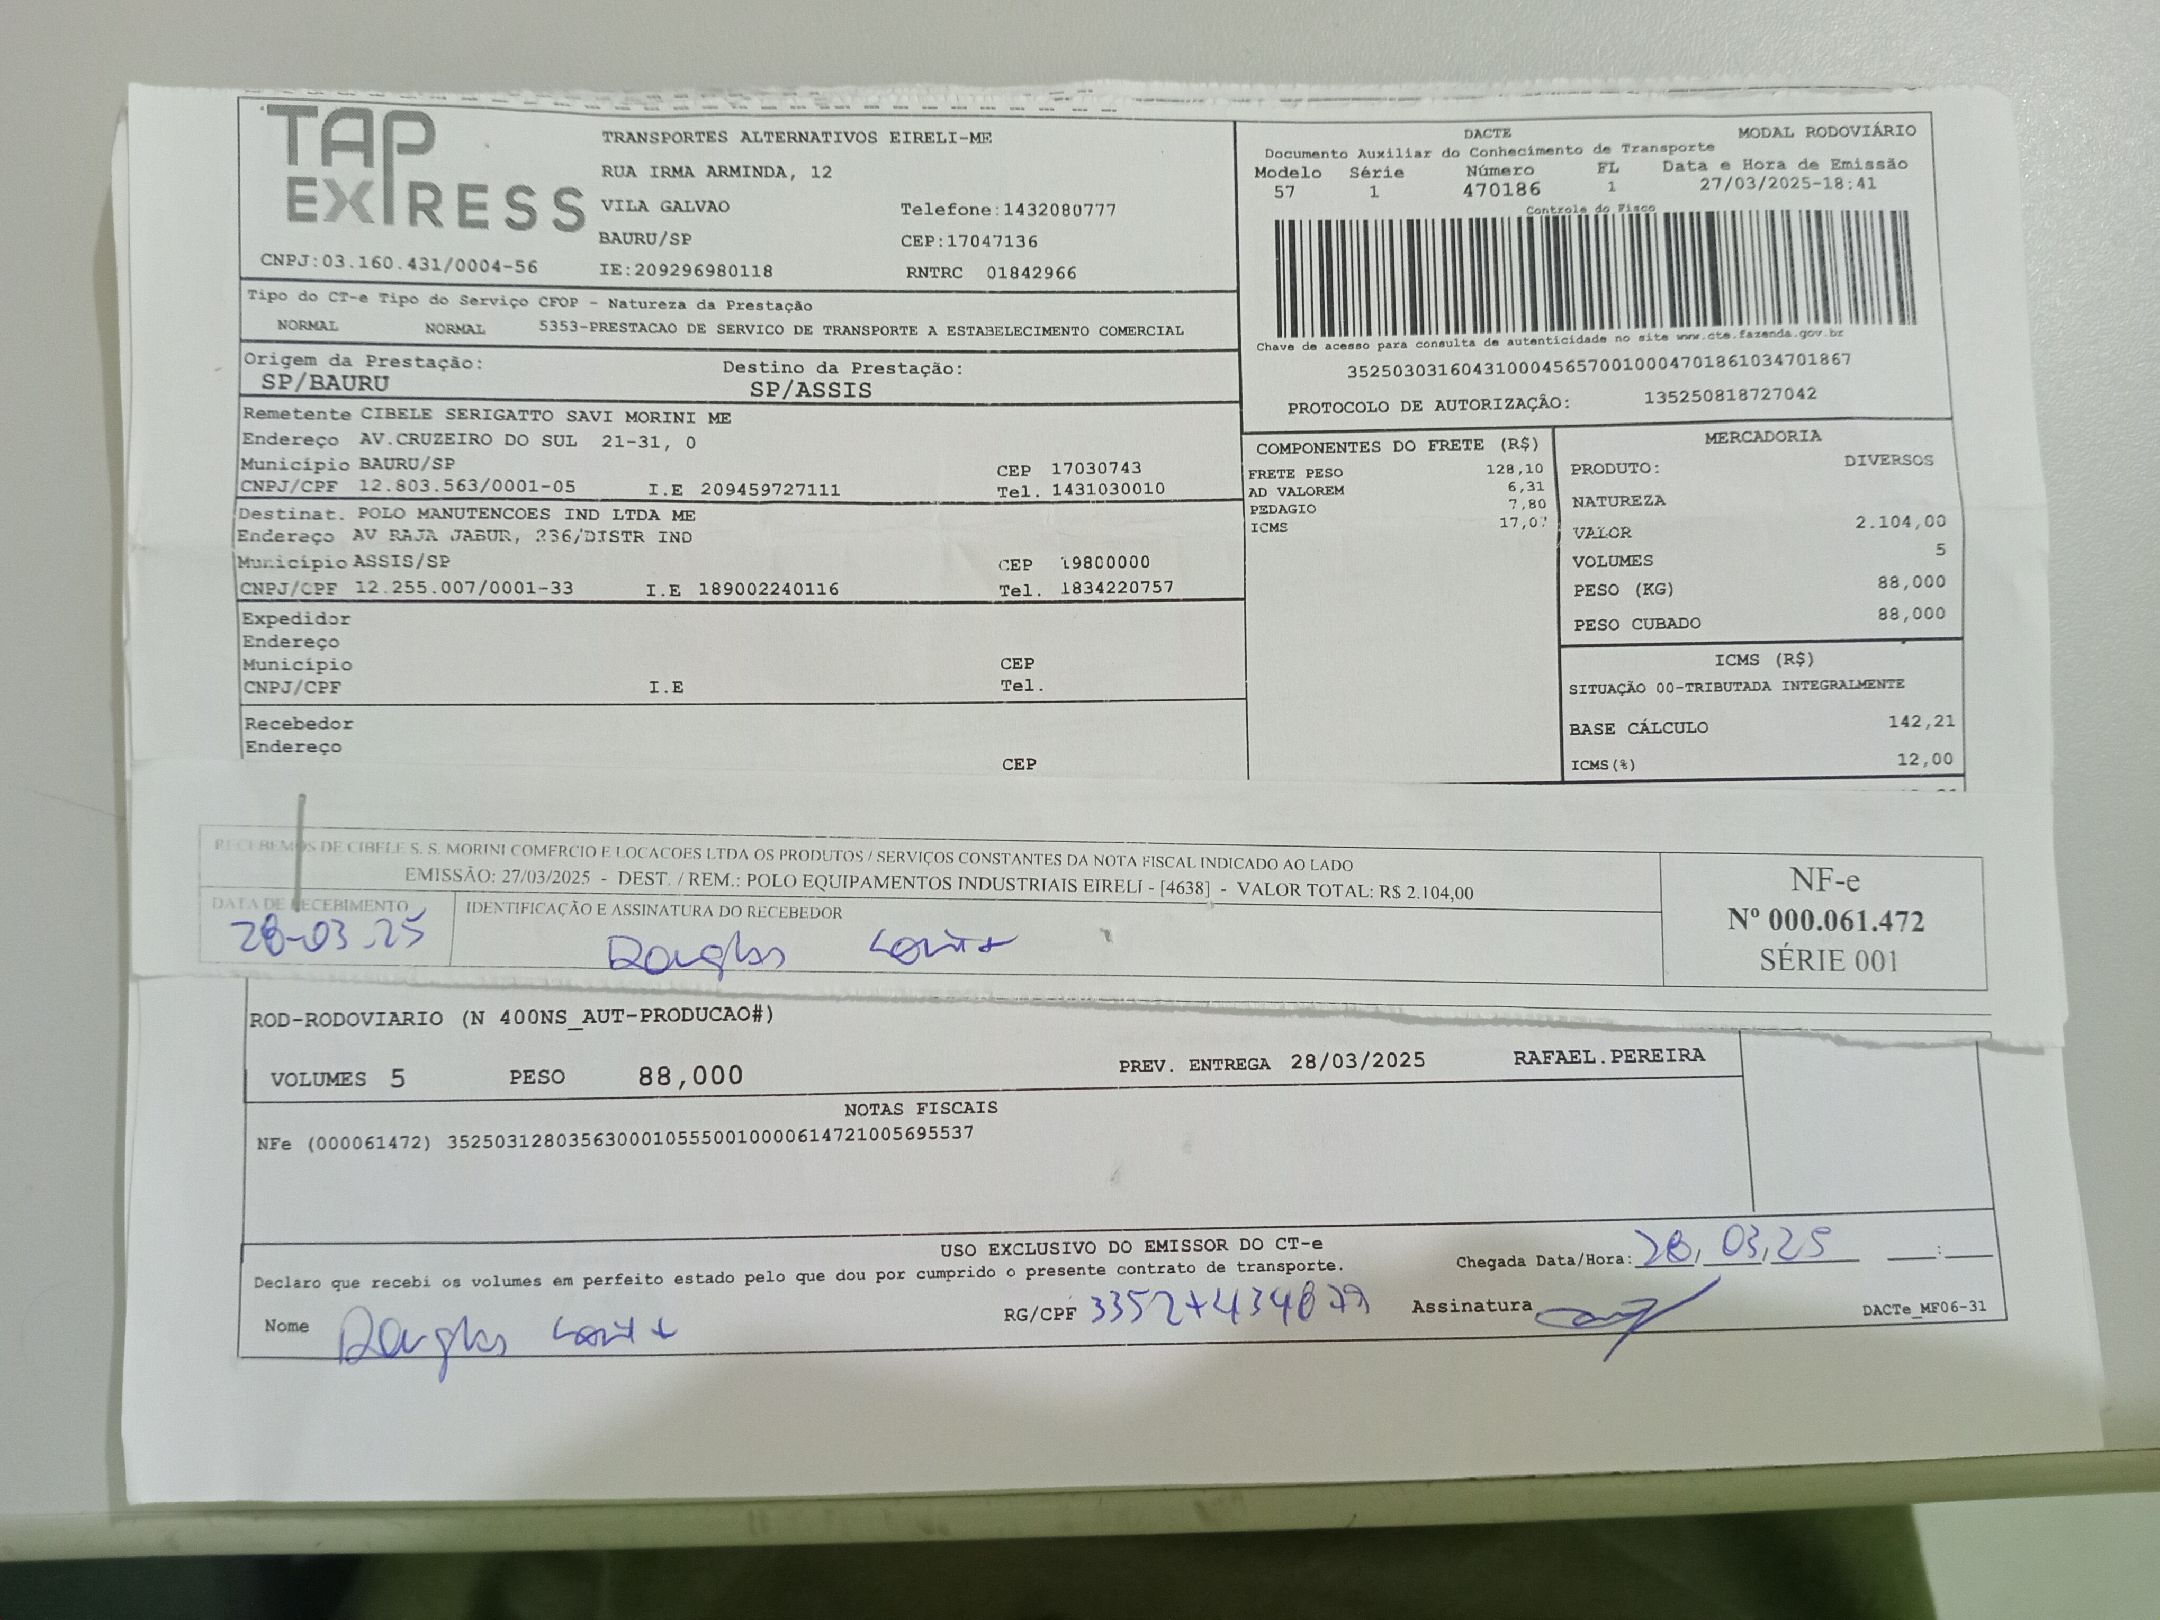 TAP EXPRESS
TRANSPORTES ALTERNATIVOS EIRELI-ME
RUA IRMA ARMINDA, 12
VILA GALVAO Telefone:1432080777
BAURU/SP CEP:17047136
CNPJ:03.160.431/0004-56 IE:209296980118 RNTRC 01842966
DACTE MODAL RODOVIÁRIO
Documento Auxiliar do Conhecimento de Transporte
Modelo Série Número FL Data e Hora de Emissão
57 1 470186 1 27/03/2025-18:41
Controle do Fisco
Chave de acesso para consulta de autenticidade no site www.cte.fazenda.gov.br
35250303160431000456570010004701861034701867
PROTOCOLO DE AUTORIZAÇÃO: 135250818727042
Tipo do CT-e Tipo do Serviço CFOP - Natureza da Prestação
NORMAL NORMAL 5353-PRESTACAO DE SERVICO DE TRANSPORTE A ESTABELECIMENTO COMERCIAL
Origem da Prestação: Destino da Prestação:
SP/BAURU SP/ASSIS
Remetente CIBELE SERIGATTO SAVI MORINI ME
Endereço AV.CRUZEIRO DO SUL 21-31, 0
Município BAURU/SP CEP 17030743
CNPJ/CPF 12.803.563/0001-05 I.E 209459727111 Tel. 1431030010
Destinat. POLO MANUTENCOES IND LTDA ME
Endereço AV RAJA JABUR, 236/DISTR IND
Município ASSIS/SP CEP 19800000
CNPJ/CPF 12.255.007/0001-33 I.E 189002240116 Tel. 1834220757
Expedidor
Endereço
Município CEP
CNPJ/CPF I.E Tel.
Recebedor
Endereço
CEP
COMPONENTES DO FRETE (R$)
FRETE PESO 128,10
AD VALOREM 6,31
PEDAGIO 7,80
ICMS
MERCADORIA
PRODUTO: DIVERSOS
NATUREZA
VALOR 2.104,00
VOLUMES 5
PESO (KG) 88,000
PESO CUBADO 88,000
ICMS (R$)
SITUAÇÃO 00-TRIBUTADA INTEGRALMENTE
BASE CÁLCULO 142,21
ICMS(%) 12,00
RECEBEMOS DE CIBELE S. S. MORINI COMERCIO E LOCACOES LTDA OS PRODUTOS / SERVIÇOS CONSTANTES DA NOTA FISCAL INDICADO AO LADO
EMISSÃO: 27/03/2025 - DEST. / REM.: POLO EQUIPAMENTOS INDUSTRIAIS EIRELI - [4638] - VALOR TOTAL: R$ 2.104,00
DATA DE RECEBIMENTO IDENTIFICAÇÃO E ASSINATURA DO RECEBEDOR
28-03.25 Douglas
NF-e
Nº 000.061.472
SÉRIE 001
ROD-RODOVIARIO (N 400NS_AUT-PRODUCAO#)
VOLUMES 5 PESO 88,000 PREV. ENTREGA 28/03/2025 RAFAEL.PEREIRA
NOTAS FISCAIS
NFe (000061472) 35250312803563000105550010000614721005695537
USO EXCLUSIVO DO EMISSOR DO CT-e
Declaro que recebi os volumes em perfeito estado pelo que dou por cumprido o presente contrato de transporte.
Chegada Data/Hora: 28, 03, 25 :
Nome Douglas RG/CPF Assinatura DACTe_MF06-31